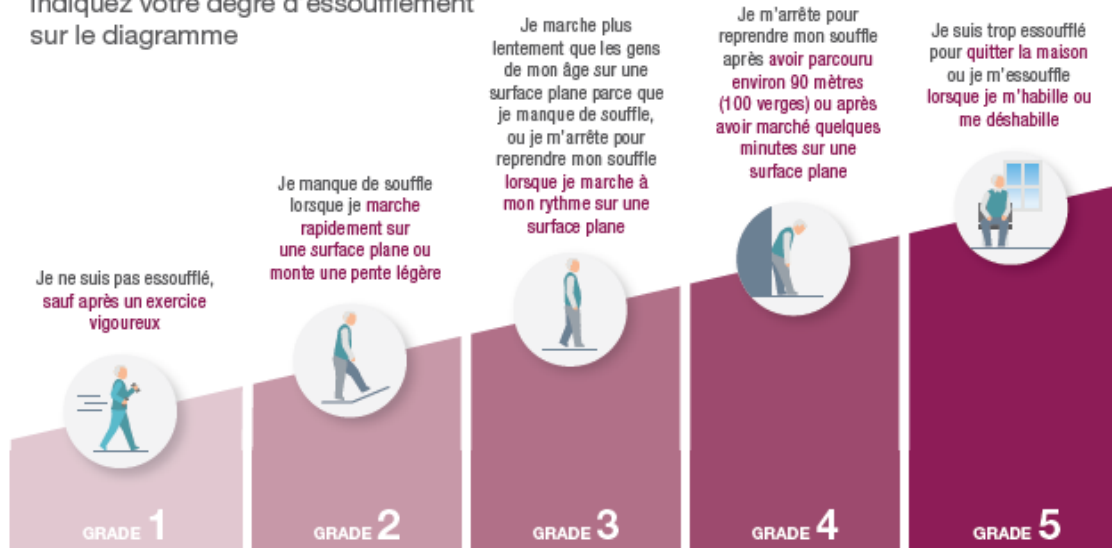 Indiquez votre degré d'essoufflement
sur le diagramme
Je ne suis pas essoufflé,
sauf après un exercice
vigoureux
GRADE 1
Je manque de souffle
lorsque je marche
rapidement sur
une surface plane ou
monte une pente légère
GRADE 2
Je marche plus
lentement que les gens
de mon âge sur une
surface plane parce que
je manque de souffle,
ou je m'arrête pour
reprendre mon souffle
lorsque je marche à
mon rythme sur une
surface plane
GRADE 3
Je m'arrête pour
reprendre mon souffle
après avoir parcouru
environ 90 mètres
(100 verges) ou après
avoir marché quelques
minutes sur une
surface plane
GRADE 4
Je suis trop essoufflé
pour quitter la maison
ou je m'essouffle
lorsque je m'habille ou
me déshabille
GRADE 5